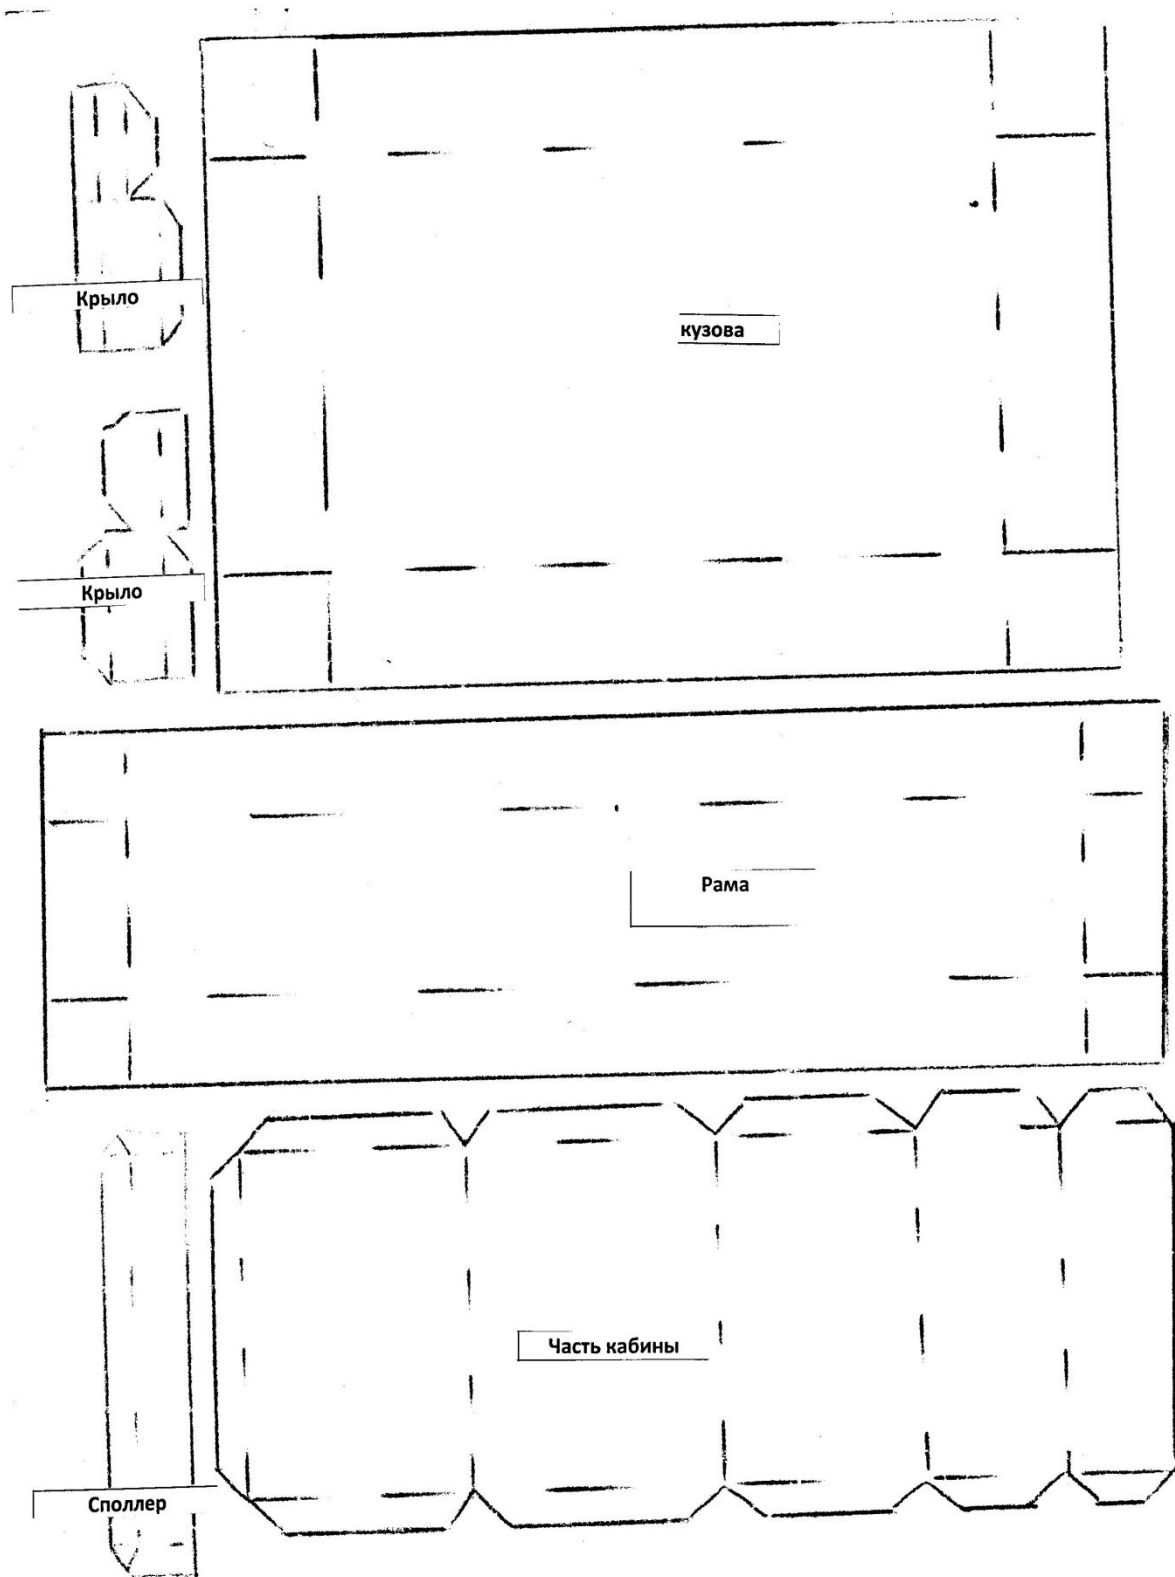 Крыло
кузова
Крыло
Рама
Часть кабины
Споллер